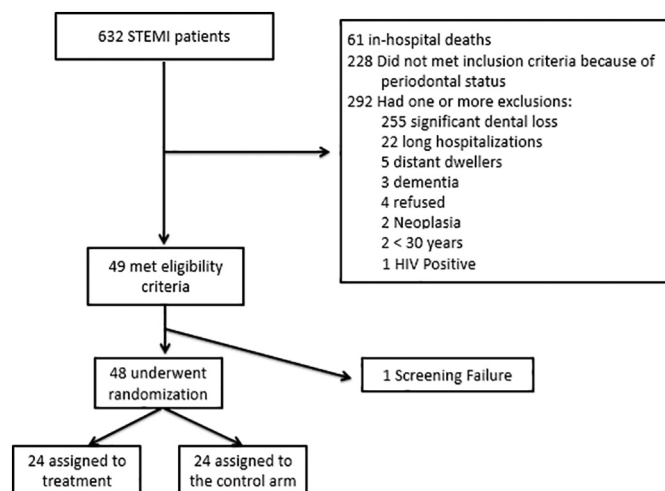 632 STEMI patients
61 in-hospital deaths
228 Did not met inclusion criteria because of
periodontal status
292 Had one or more exclusions:
255 significant dental loss
22 long hospitalizations
5 distant dwellers
3 dementia
4 refused
2 Neoplasia
2 < 30 years
1 HIV Positive
49 met eligibility
criteria
1 Screening Failure
48 underwent
randomization
24 assigned to
treatment
24 assigned to
the control arm